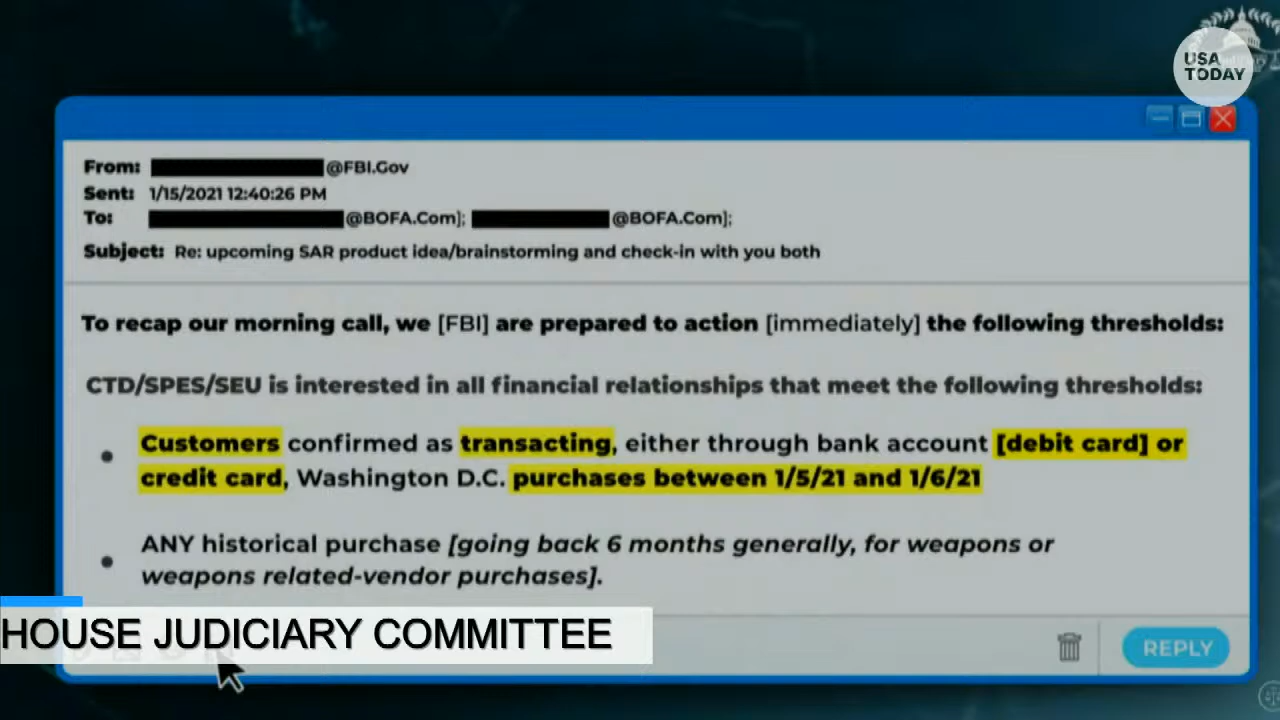 USA
TODAY
From: @FBI.Gov
Sent: 1/15/2021 12:40:26 PM
To: @BOFA.Com]; @BOFA.Com];
Subject: Re: upcoming SAR product idea/brainstorming and check-in with you both
To recap our morning call, we [FBI] are prepared to action [immediately] the following thresholds:
CTD/SPES/SEU is interested in all financial relationships that meet the following thresholds:
• Customers confirmed as transacting, either through bank account [debit card] or
credit card, Washington D.C. purchases between 1/5/21 and 1/6/21
• ANY historical purchase [going back 6 months generally, for weapons or
weapons related-vendor purchases].
HOUSE JUDICIARY COMMITTEE
REPLY